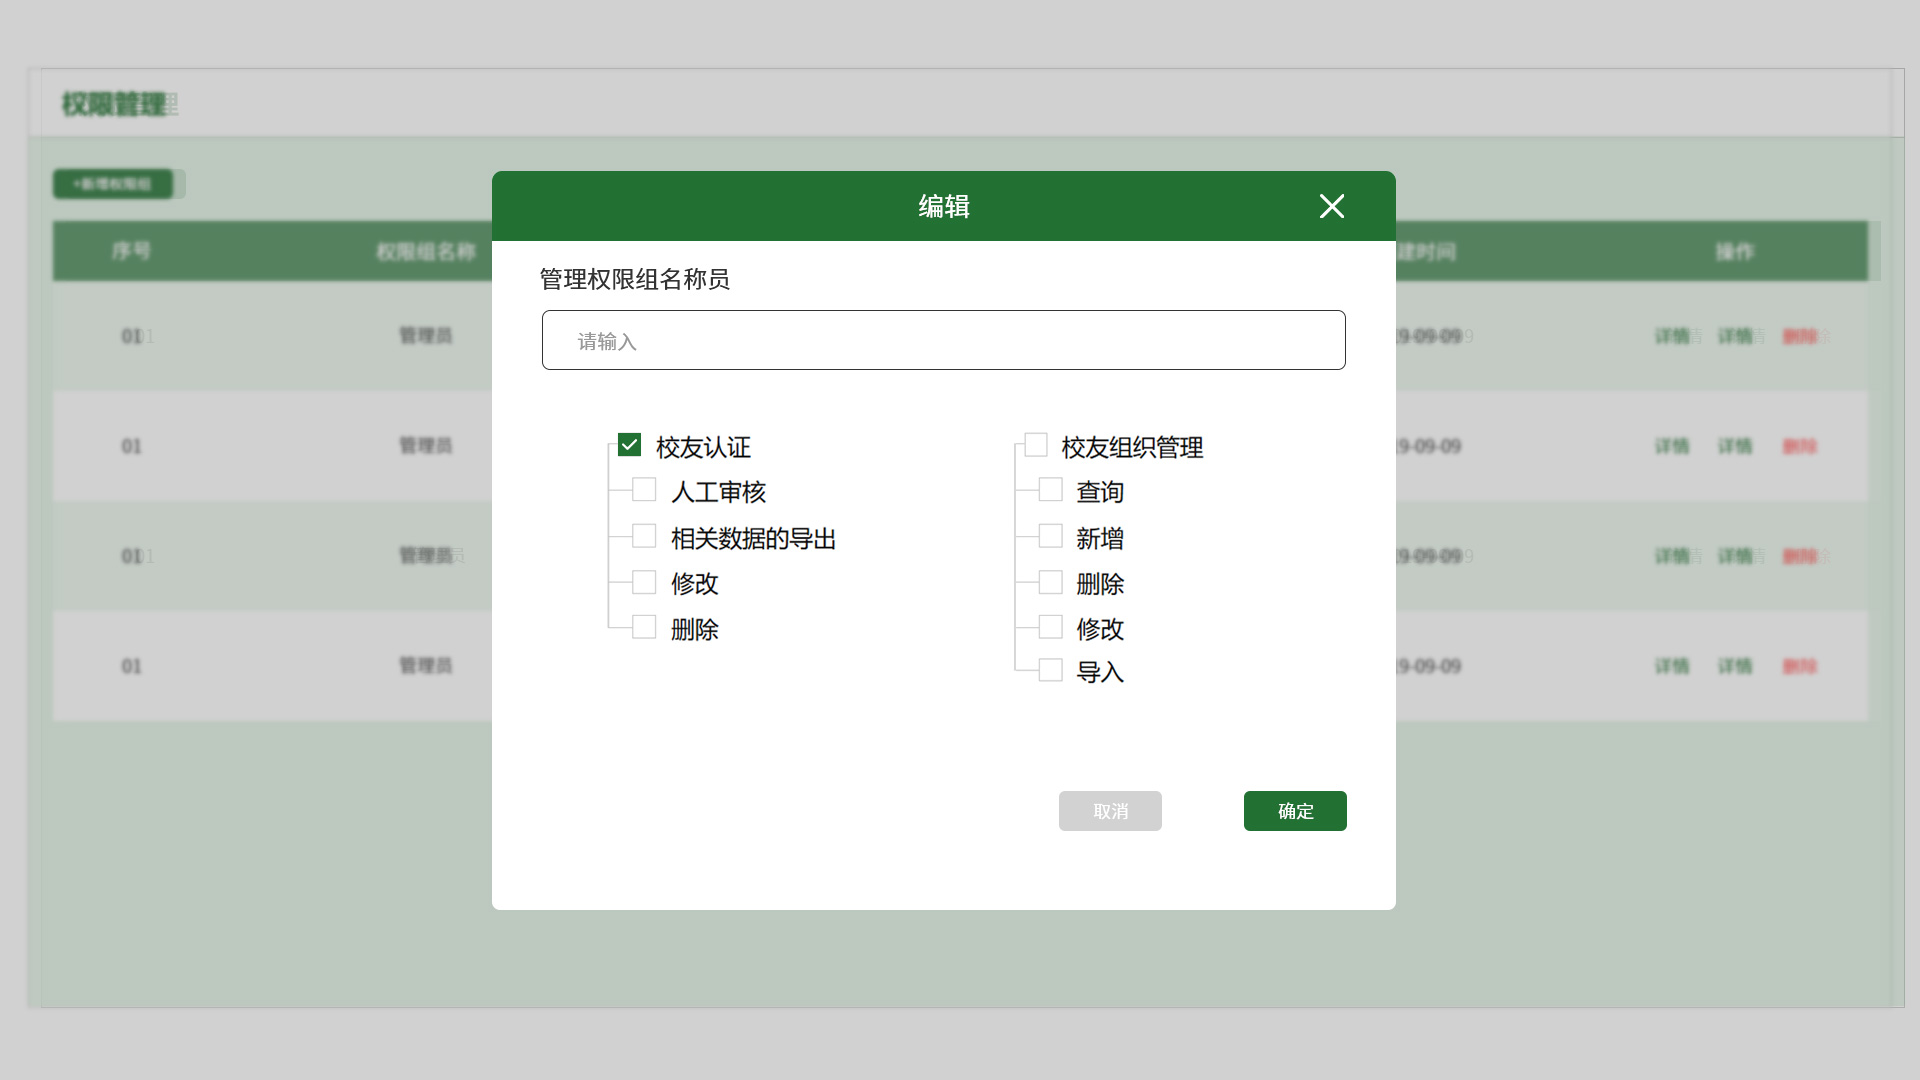 权限管理
+新增权限组
序号 权限组名称 建时间 操作
01 管理员 9-09-09 详情 详情 删除
01 管理员 9-09-09 详情 详情 删除
01 管理员 9-09-09 详情 详情 删除
01 管理员 9-09-09 详情 详情 删除
编辑
管理权限组名称员
请输入
校友认证
人工审核
相关数据的导出
修改
删除
校友组织管理
查询
新增
删除
修改
导入
取消 确定